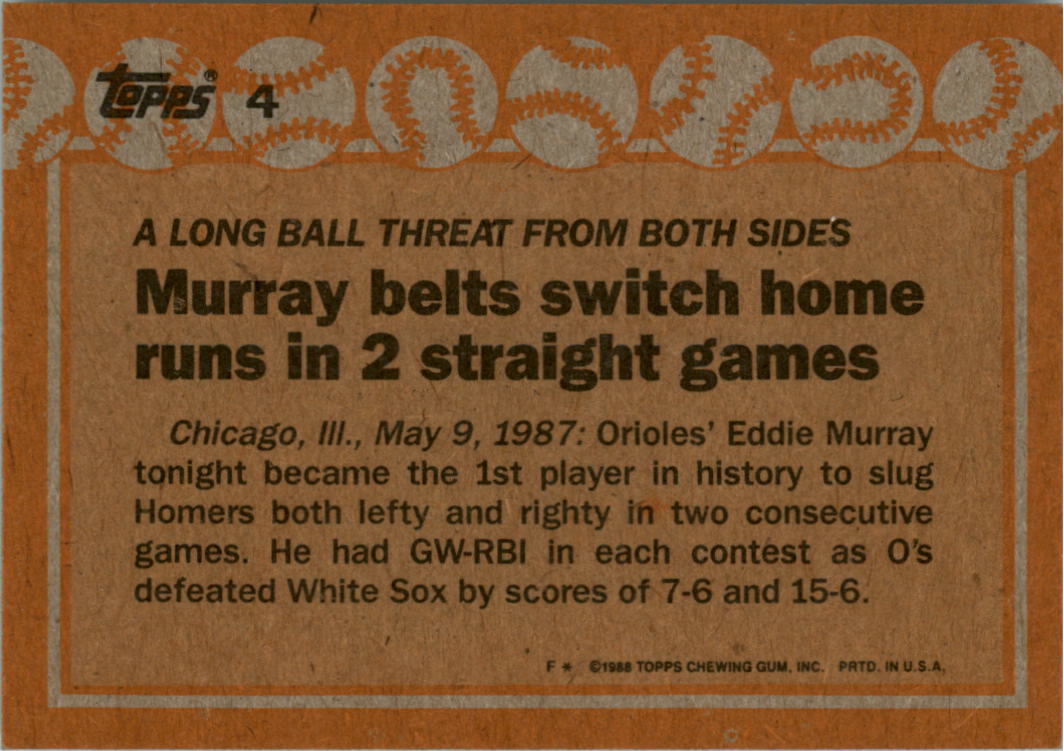 Topps® 4
A LONG BALL THREAT FROM BOTH SIDES
Murray belts switch home
runs in 2 straight games
Chicago, Ill., May 9, 1987: Orioles' Eddie Murray
tonight became the 1st player in history to slug
Homers both lefty and righty in two consecutive
games. He had GW-RBI in each contest as O's
defeated White Sox by scores of 7-6 and 15-6.
F * ©1988 TOPPS CHEWING GUM, INC. PRTD. IN U.S.A.